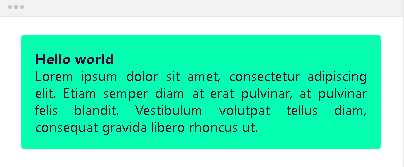 Hello world
Lorem ipsum dolor sit amet, consectetur adipiscing
elit. Etiam semper diam at erat pulvinar, at pulvinar
felis blandit. Vestibulum volutpat tellus diam,
consequat gravida libero rhoncus ut.